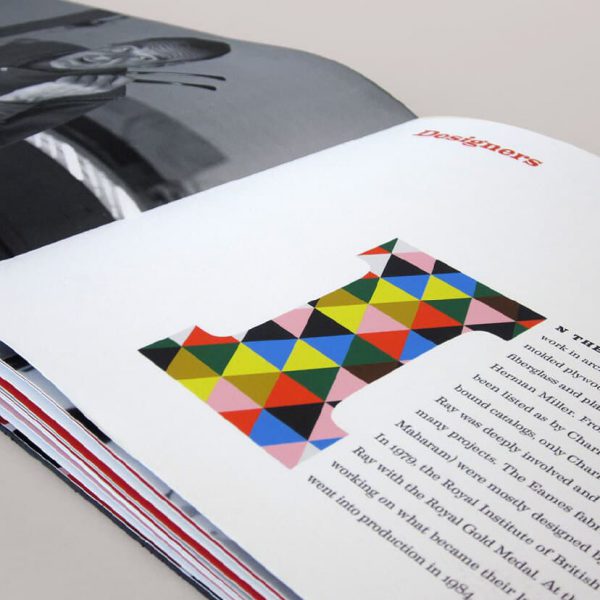 Designers
I
N THE
work in arc
molded plywoo
fiberglass and pla
Herman Miller. Fro
been listed as by Char
bound catalogs, only Char
Ray was deeply involved and
many projects. The Eames fab
Maharam) were mostly designed b
In 1979, the Royal Institute of British
Ray with the Royal Gold Medal. At th
working on what became their l
went into production in 1984